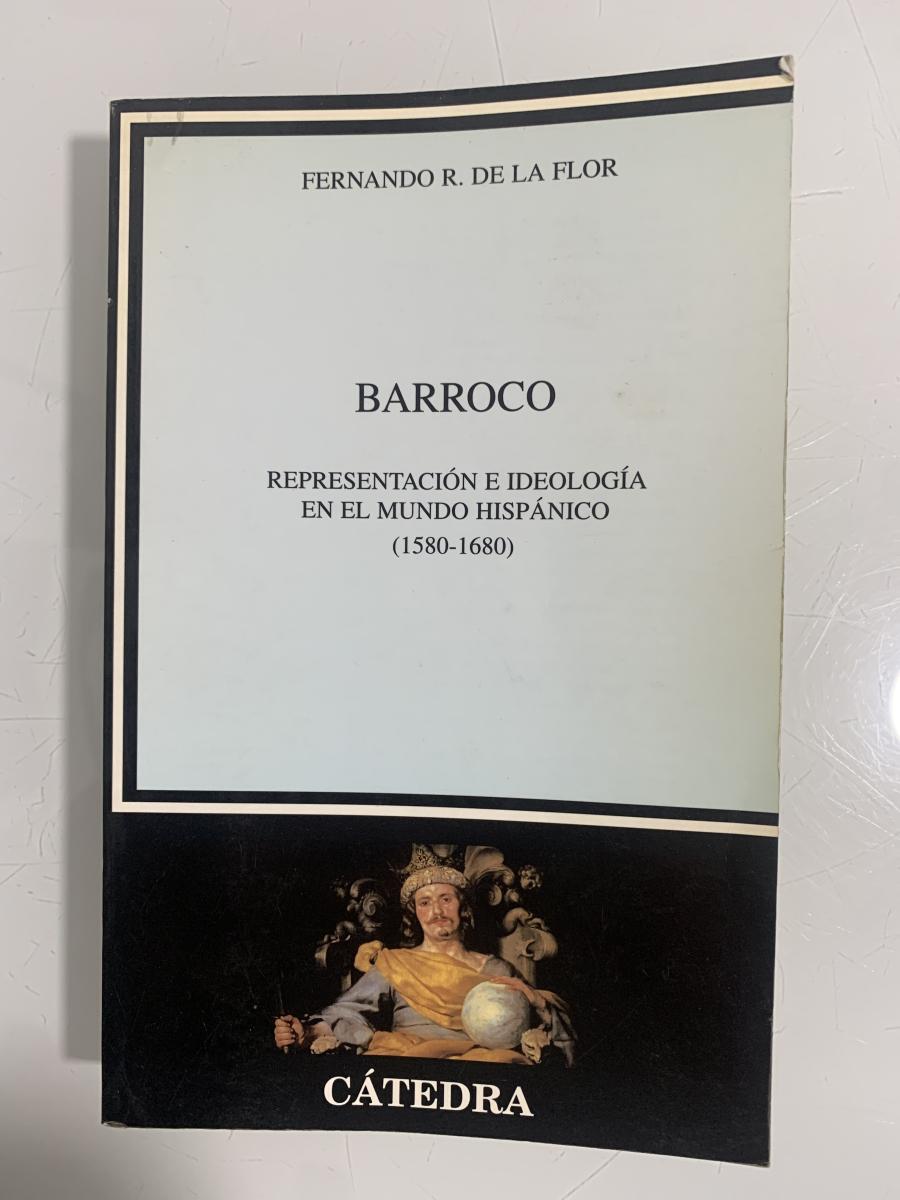 FERNANDO R. DE LA FLOR
BARROCO
REPRESENTACIÓN E IDEOLOGÍA
EN EL MUNDO HISPÁNICO
(1580-1680)
CÁTEDRA